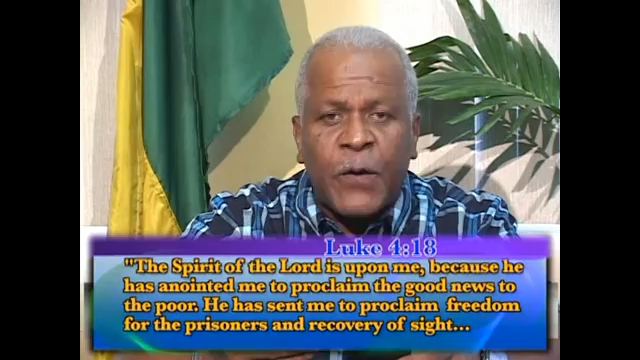 Luke 4:18
"The Spirit of the Lord is upon me, because he
has anointed me to proclaim the good news to
the poor. He has sent me to proclaim freedom
for the prisoners and recovery of sight...